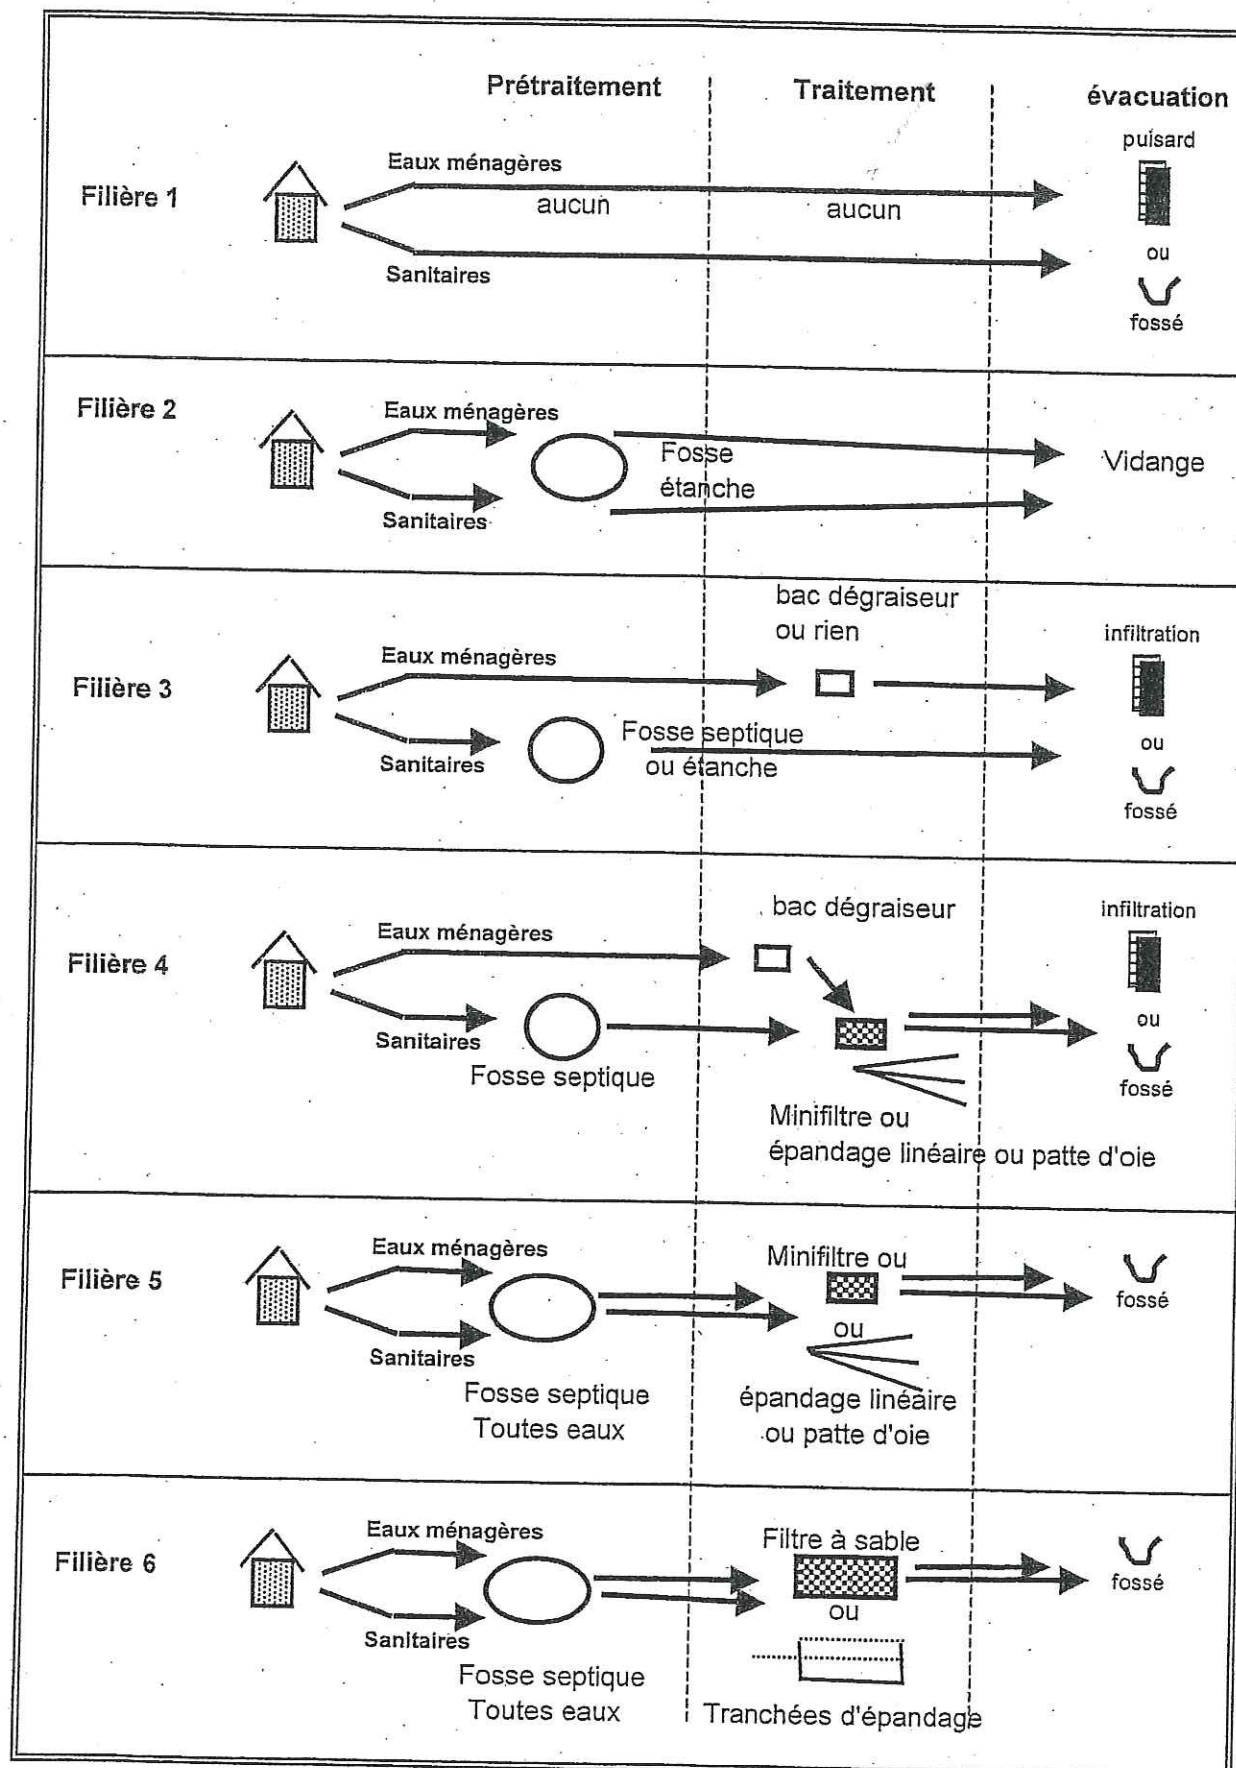 Prétraitement
Traitement
évacuation
Filière 1
Eaux ménagères
aucun
aucun
Sanitaires
puisard
ou
fossé
Filière 2
Eaux ménagères
Sanitaires
Fosse
étanche
Vidange
Filière 3
Eaux ménagères
Sanitaires
Fosse septique
ou étanche
bac dégraiseur
ou rien
infiltration
ou
fossé
Filière 4
Eaux ménagères
Sanitaires
Fosse septique
bac dégraiseur
Minifiltre ou
épandage linéaire ou patte d'oie
infiltration
ou
fossé
Filière 5
Eaux ménagères
Sanitaires
Fosse septique
Toutes eaux
Minifiltre ou
ou
épandage linéaire
ou patte d'oie
fossé
Filière 6
Eaux ménagères
Sanitaires
Fosse septique
Toutes eaux
Filtre à sable
ou
Tranchées d'épandage
fossé